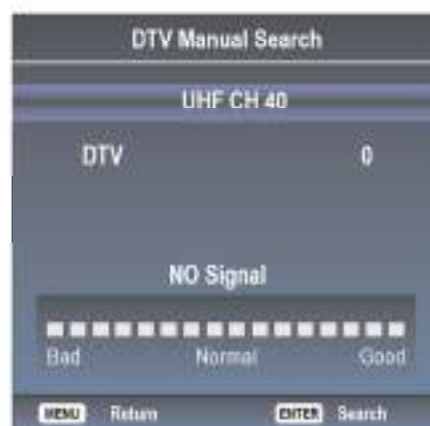 DTV Manual Search
UHF CH 40
DTV 0
NO Signal
Bad Normal Good
MENU Return ENTER Search